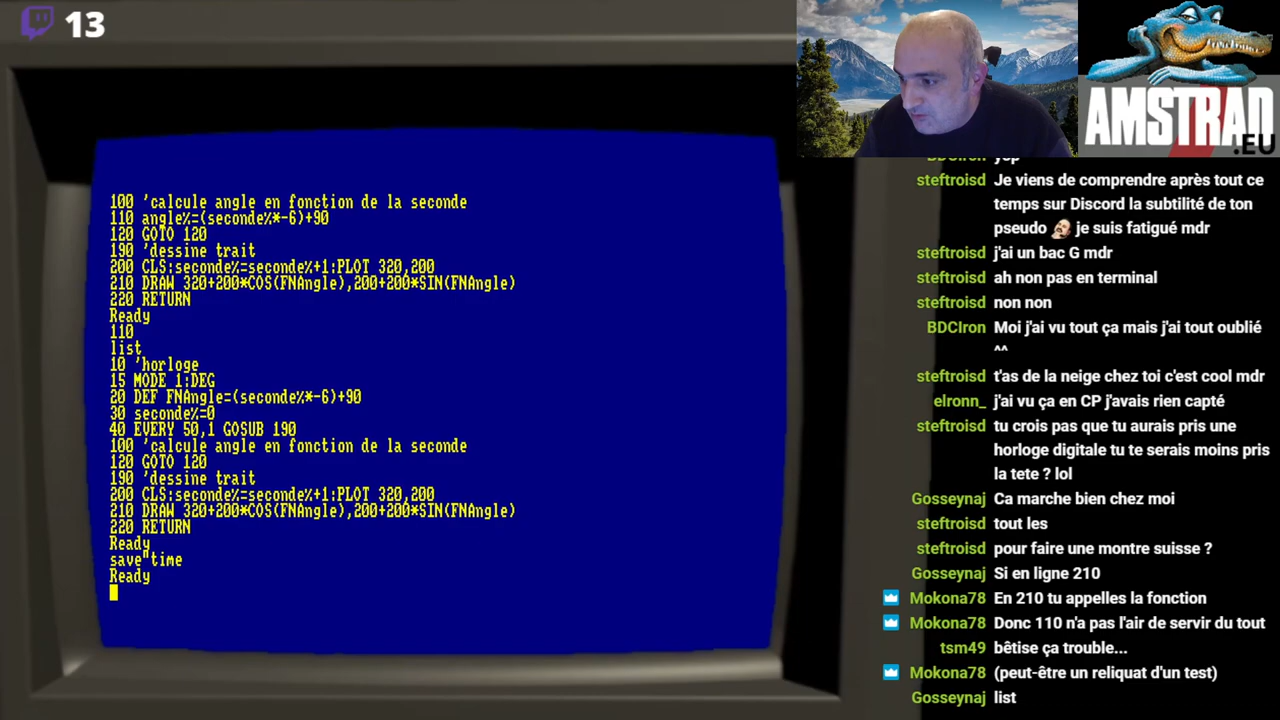 13
100 'calcule angle en fonction de la seconde
110 angle%=(seconde%*-6)+90
120 GOTO 120
190 'dessine trait
200 CLS:seconde%=seconde%+1:PLOT 320,200
210 DRAW 320+200*COS(FNAngle),200+200*SIN(FNAngle)
220 RETURN
Ready
110
list
10 'horloge
15 MODE 1:DEG
20 DEF FNAngle=(seconde%*-6)+90
30 seconde%=0
40 EVERY 50,1 GOSUB 190
100 'calcule angle en fonction de la seconde
120 GOTO 120
190 'dessine trait
200 CLS:seconde%=seconde%+1:PLOT 320,200
210 DRAW 320+200*COS(FNAngle),200+200*SIN(FNAngle)
220 RETURN
Ready
save"time
Ready
AMSTRAD
.EU
BDCIron yop
steftroisd Je viens de comprendre après tout ce
temps sur Discord la subtilité de ton
pseudo je suis fatigué mdr
steftroisd j'ai un bac G mdr
steftroisd ah non pas en terminal
steftroisd non non
BDCIron Moi j'ai vu tout ça mais j'ai tout oublié
^^
steftroisd t'as de la neige chez toi c'est cool mdr
elronn_ j'ai vu ça en CP j'avais rien capté
steftroisd tu crois pas que tu aurais pris une
horloge digitale tu te serais moins pris
la tete ? lol
Gosseynaj Ca marche bien chez moi
steftroisd tout les
steftroisd pour faire une montre suisse ?
Gosseynaj Si en ligne 210
Mokona78 En 210 tu appelles la fonction
Mokona78 Donc 110 n'a pas l'air de servir du tout
tsm49 bêtise ça trouble...
Mokona78 (peut-être un reliquat d'un test)
Gosseynaj list